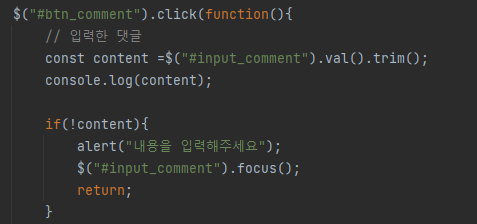 $("#btn_comment").click(function(){
// 입력한 댓글
const content =$("#input_comment").val().trim();
console.log(content);
if(!content){
alert("내용을 입력해주세요");
$("#input_comment").focus();
return;
}